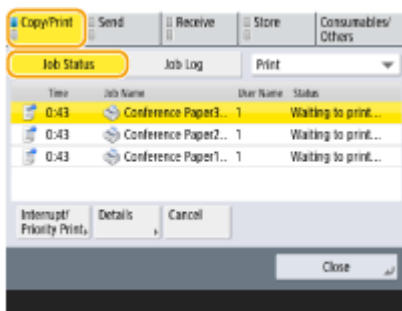 Copy/Print Send Receive Store Consumables/
Others
Job Status Job Log Print
Time Job Name User Name Status
0:43 Conference Paper3... 1 Waiting to print...
0:43 Conference Paper2... 1 Waiting to print...
0:43 Conference Paper1... 1 Waiting to print...
Interrupt/
Priority Print Details Cancel
Close